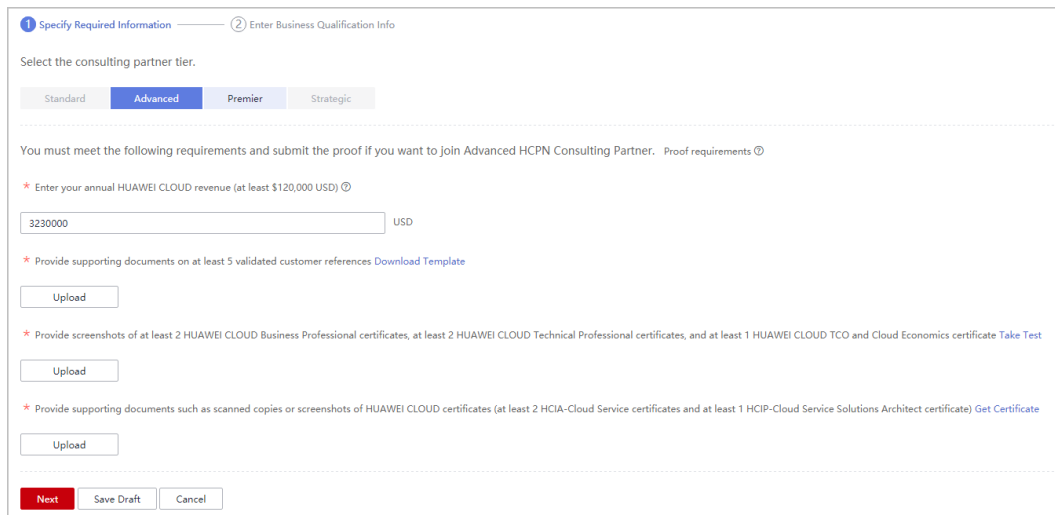 1 Specify Required Information 2 Enter Business Qualification Info
Select the consulting partner tier.
Standard Advanced Premier Strategic
You must meet the following requirements and submit the proof if you want to join Advanced HCPN Consulting Partner. Proof requirements ?
* Enter your annual HUAWEI CLOUD revenue (at least $120,000 USD) ?
3230000 USD
* Provide supporting documents on at least 5 validated customer references Download Template
Upload
* Provide screenshots of at least 2 HUAWEI CLOUD Business Professional certificates, at least 2 HUAWEI CLOUD Technical Professional certificates, and at least 1 HUAWEI CLOUD TCO and Cloud Economics certificate Take Test
Upload
* Provide supporting documents such as scanned copies or screenshots of HUAWEI CLOUD certificates (at least 2 HCIA-Cloud Service certificates and at least 1 HCIP-Cloud Service Solutions Architect certificate) Get Certificate
Upload
Next Save Draft Cancel